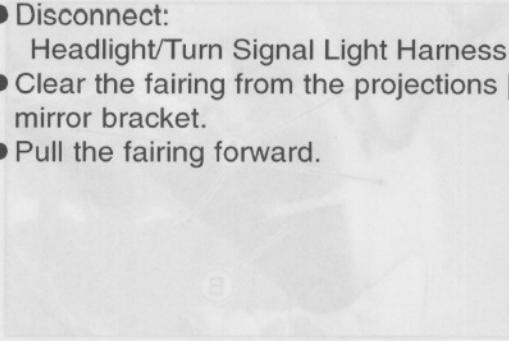 ● Disconnect:
Headlight/Turn Signal Light Harness
● Clear the fairing from the projections
mirror bracket.
● Pull the fairing forward.